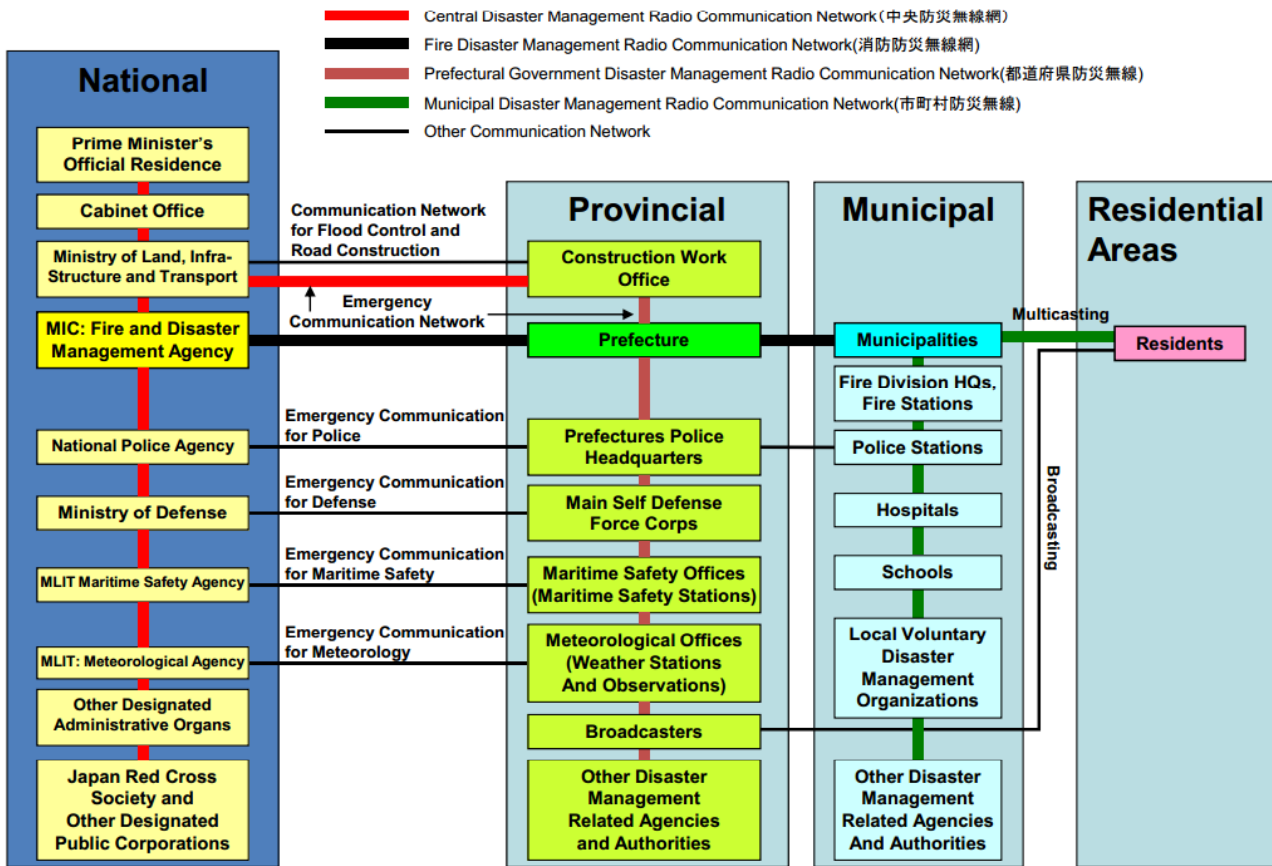 Central Disaster Management Radio Communication Network(中央防災無線網)
Fire Disaster Management Radio Communication Network(消防防災無線網)
Prefectural Government Disaster Management Radio Communication Network(都道府県防災無線)
Municipal Disaster Management Radio Communication Network(市町村防災無線)
Other Communication Network
National
Prime Minister's
Official Residence
Cabinet Office
Ministry of Land, Infra-
Structure and Transport
MIC: Fire and Disaster
Management Agency
National Police Agency
Ministry of Defense
MLIT Maritime Safety Agency
MLIT: Meteorological Agency
Other Designated
Administrative Organs
Japan Red Cross
Society and
Other Designated
Public Corporations
Communication Network
for Flood Control and
Road Construction
Emergency
Communication Network
Emergency Communication
for Police
Emergency Communication
for Defense
Emergency Communication
for Maritime Safety
Emergency Communication
for Meteorology
Provincial
Construction Work
Office
Prefecture
Prefectures Police
Headquarters
Main Self Defense
Force Corps
Maritime Safety Offices
(Maritime Safety Stations)
Meteorological Offices
(Weather Stations
And Observations)
Broadcasters
Other Disaster
Management
Related Agencies
and Authorities
Municipal
Municipalities
Fire Division HQs,
Fire Stations
Police Stations
Hospitals
Schools
Local Voluntary
Disaster
Management
Organizations
Other Disaster
Management
Related Agencies
And Authorities
Multicasting
Broadcasting
Residential
Areas
Residents